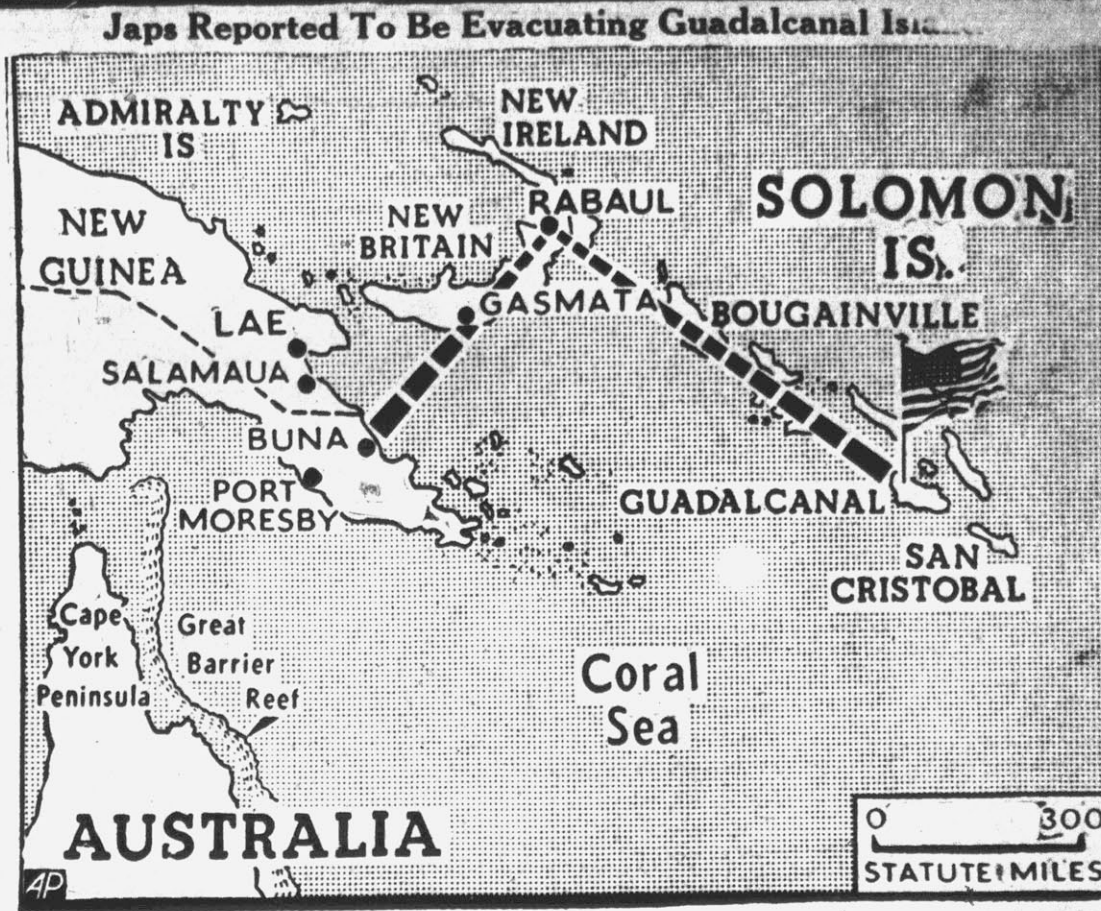 Japs Reported To Be Evacuating Guadalcanal
ADMIRALTY
IS
NEW
IRELAND
NEW
GUINEA
NEW
BRITAIN
RABAUL
SOLOMON
IS.
GASMATA
BOUGAINVILLE
LAE
SALAMAUA
BUNA
PORT
MORESBY
GUADALCANAL
SAN
CRISTOBAL
Cape
York
Peninsula
Great
Barrier
Reef
Coral
Sea
AUSTRALIA
0 300
STATUTE MILES
AP